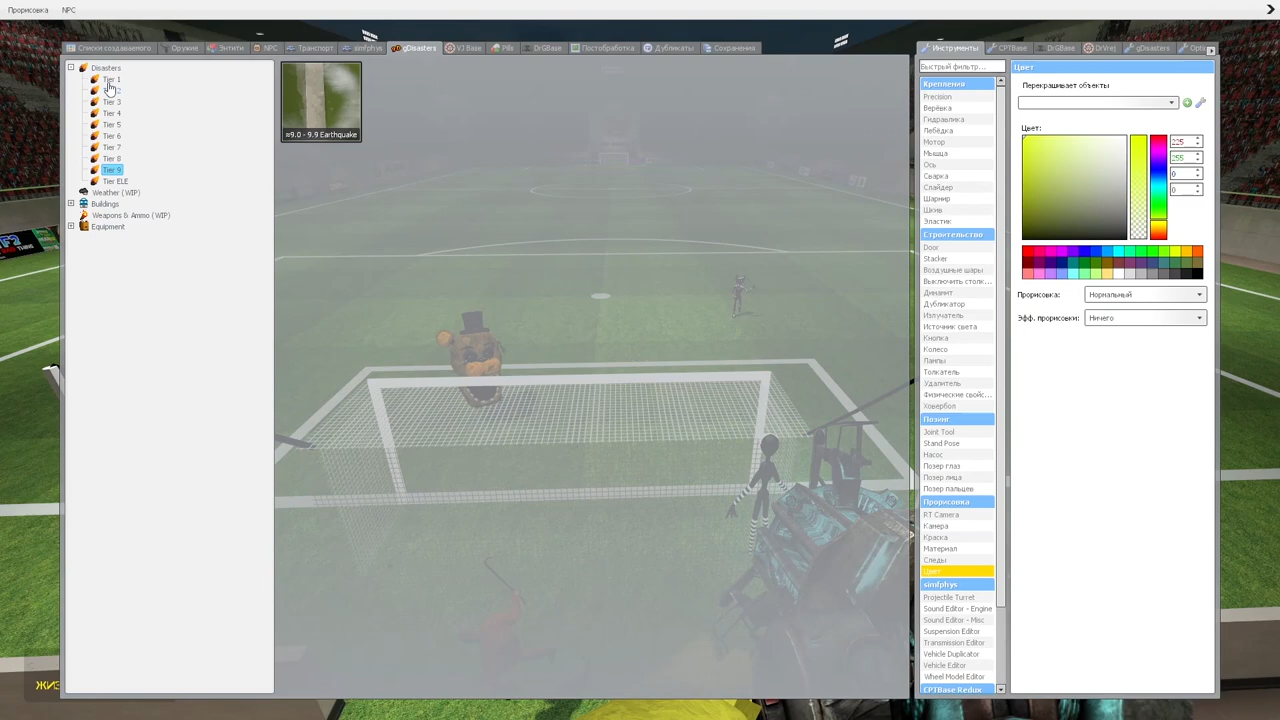 Прорисовка NPC
Списки создаваемого Оружие Энтити NPC Транспорт simfphys gDisasters VJ Base Pills DrGBase Постобработка Дубликаты Сохранения
Инструменты CPTBase DrGBase DrVrej gDisasters
Disasters
Tier 1
Tier 3
Tier 4
Tier 5
Tier 6
Tier 7
Tier 8
Tier 9
Tier ELE
Weather (WIP)
Buildings
Weapons & Ammo (WIP)
Equipment
≈9.0 - 9.9 Earthquake
Быстрый фильтр...
Крепления
Precision
Верёвка
Гидравлика
Лебёдка
Мотор
Мышца
Ось
Сварка
Слайдер
Шарнир
Шкив
Эластик
Строительство
Door
Stacker
Воздушные шары
Выключить столк...
Динамит
Дубликатор
Излучатель
Источник света
Кнопка
Колесо
Лампы
Толкатель
Удалитель
Физические свойс...
Ховербол
Позинг
Joint Tool
Stand Pose
Насос
Позер глаз
Позер лица
Позер пальцев
Прорисовка
RT Camera
Камера
Краска
Материал
Следы
Цвет
simfphys
Projectile Turret
Sound Editor - Engine
Sound Editor - Misc
Suspension Editor
Transmission Editor
Vehicle Duplicator
Vehicle Editor
Wheel Model Editor
CPTBase Redux
Цвет
Перекрашивает объекты
Цвет:
225
255
0
0
Прорисовка: Нормальный
Эфф. прорисовки: Ничего